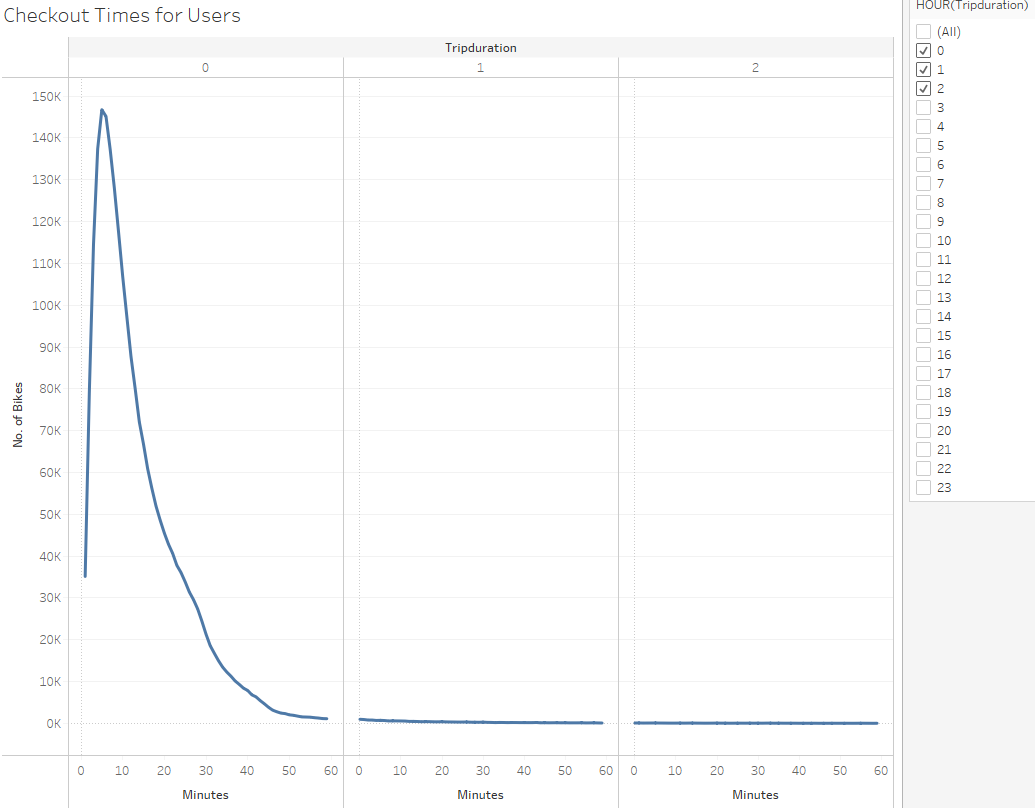 Checkout Times for Users
HOUR(Tripduration)
Tripduration
0 1 2
150K
140K
130K
120K
110K
100K
90K
80K
70K
60K
50K
40K
30K
20K
10K
0K
No. of Bikes
0 10 20 30 40 50 60 0 10 20 30 40 50 60 0 10 20 30 40 50 60
Minutes Minutes Minutes
(All)
0
1
2
3
4
5
6
7
8
9
10
11
12
13
14
15
16
17
18
19
20
21
22
23